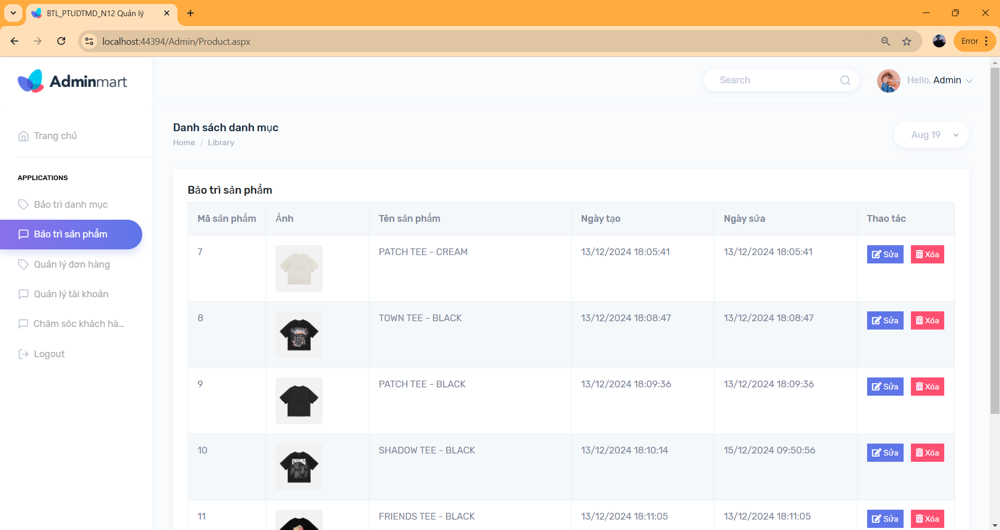 BTL_PTUDTMD_N12 Quản lý
localhost:44394/Admin/Product.aspx
Error
Adminmart
Search
Hello, Admin
Trang chủ
APPLICATIONS
Bảo trì danh mục
Bảo trì sản phẩm
Quản lý đơn hàng
Quản lý tài khoản
Chăm sóc khách hà...
Logout
Danh sách danh mục
Home / Library
Aug 19
Bảo trì sản phẩm
Mã sản phẩm Ảnh Tên sản phẩm Ngày tạo Ngày sửa Thao tác
7 PATCH TEE - CREAM 13/12/2024 18:05:41 13/12/2024 18:05:41 Sửa Xóa
8 TOWN TEE - BLACK 13/12/2024 18:08:47 13/12/2024 18:08:47 Sửa Xóa
9 PATCH TEE - BLACK 13/12/2024 18:09:36 13/12/2024 18:09:36 Sửa Xóa
10 SHADOW TEE - BLACK 13/12/2024 18:10:14 15/12/2024 09:50:56 Sửa Xóa
11 FRIENDS TEE - BLACK 13/12/2024 18:11:05 13/12/2024 18:11:05 Sửa Xóa